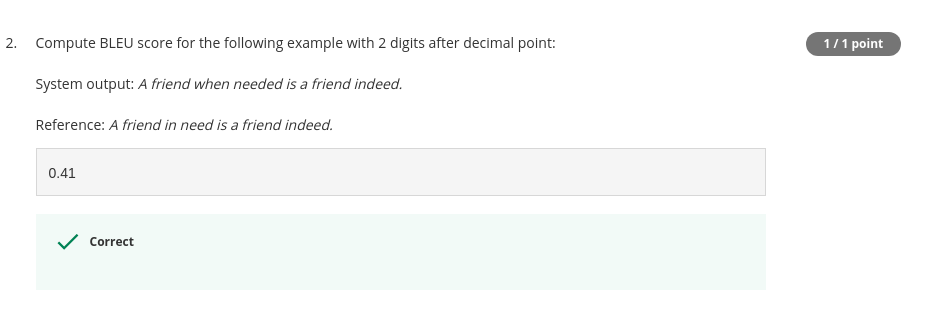 2. Compute BLEU score for the following example with 2 digits after decimal point:
1 / 1 point
System output: A friend when needed is a friend indeed.
Reference: A friend in need is a friend indeed.
0.41
Correct